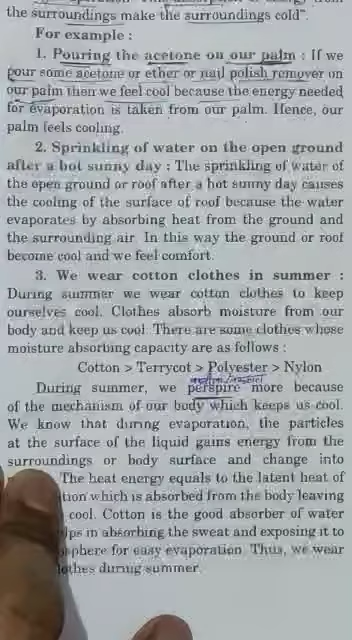 the surroundings make the surroundings cold".
For example :
1. Pouring the acetone on our palm : If we
pour some acetone or ether or nail polish remover on
our palm then we feel cool because the energy needed
for evaporation is taken from our palm. Hence, our
palm feels cooling.
2. Sprinkling of water on the open ground
after a hot sunny day : The sprinkling of water of
the open ground or roof after a hot sunny day causes
the cooling of the surface of roof because the water
evaporates by absorbing heat from the ground and
the surrounding air. In this way the ground or roof
become cool and we feel comfort.
3. We wear cotton clothes in summer :
During summer we wear cotton clothes to keep
ourselves cool. Clothes absorb moisture from our
body and keep us cool. There are some clothes whose
moisture absorbing capacity are as follows :
Cotton > Terrycot > Polyester > Nylon
During summer, we perspire more because
of the mechanism of our body which keeps us cool.
We know that during evaporation, the particles
at the surface of the liquid gains energy from the
surroundings or body surface and change into
The heat energy equals to the latent heat of
tion which is absorbed from the body leaving
cool. Cotton is the good absorber of water
lps in absorbing the sweat and exposing it to
sphere for easy evaporation. Thus, we wear
lothes during summer.